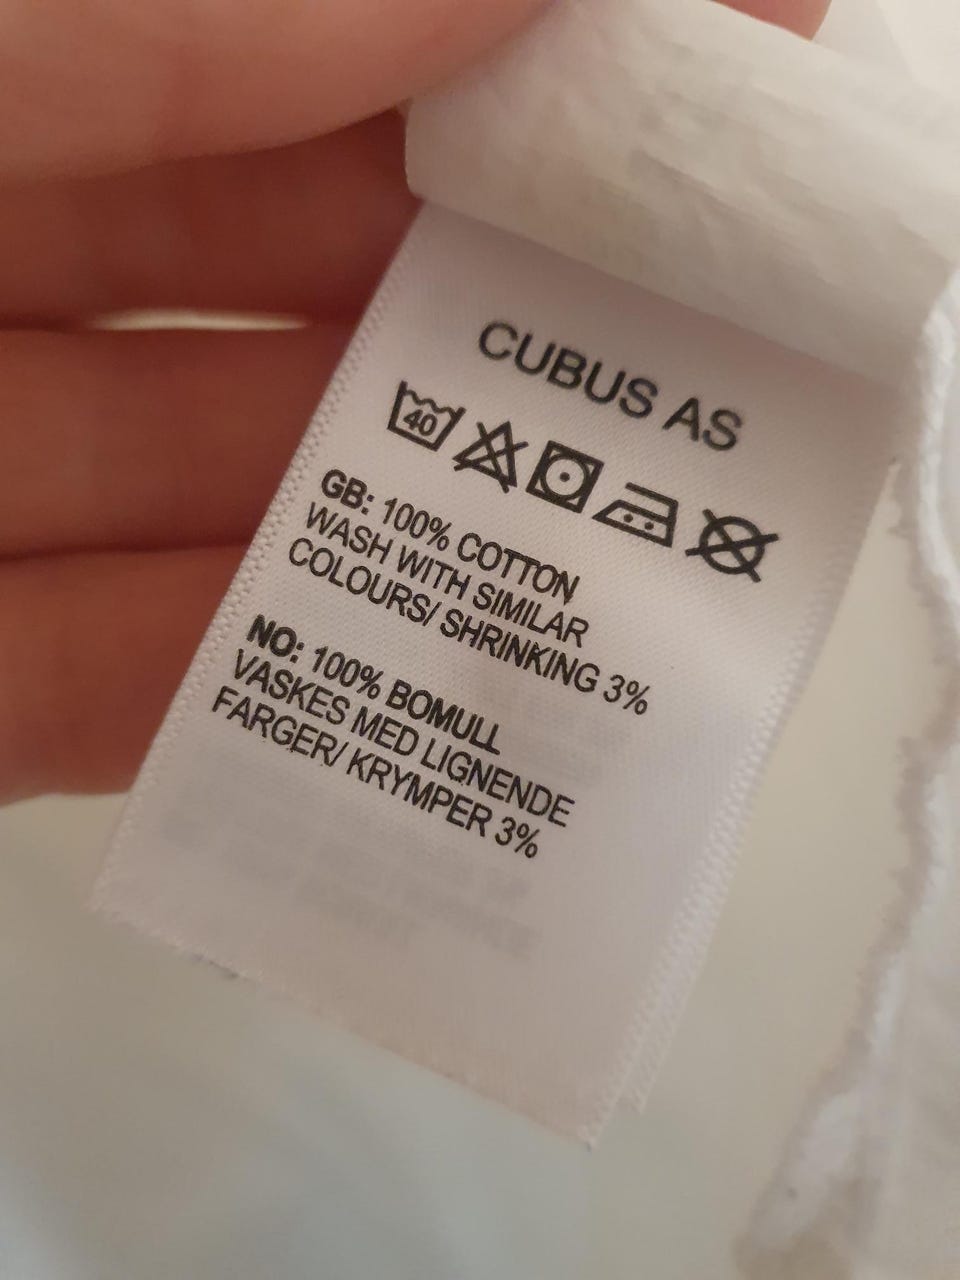 CUBUS AS
40
GB: 100% COTTON
WASH WITH SIMILAR
COLOURS/ SHRINKING 3%
NO: 100% BOMULL
VASKES MED LIGNENDE
FARGER/ KRYMPER 3%